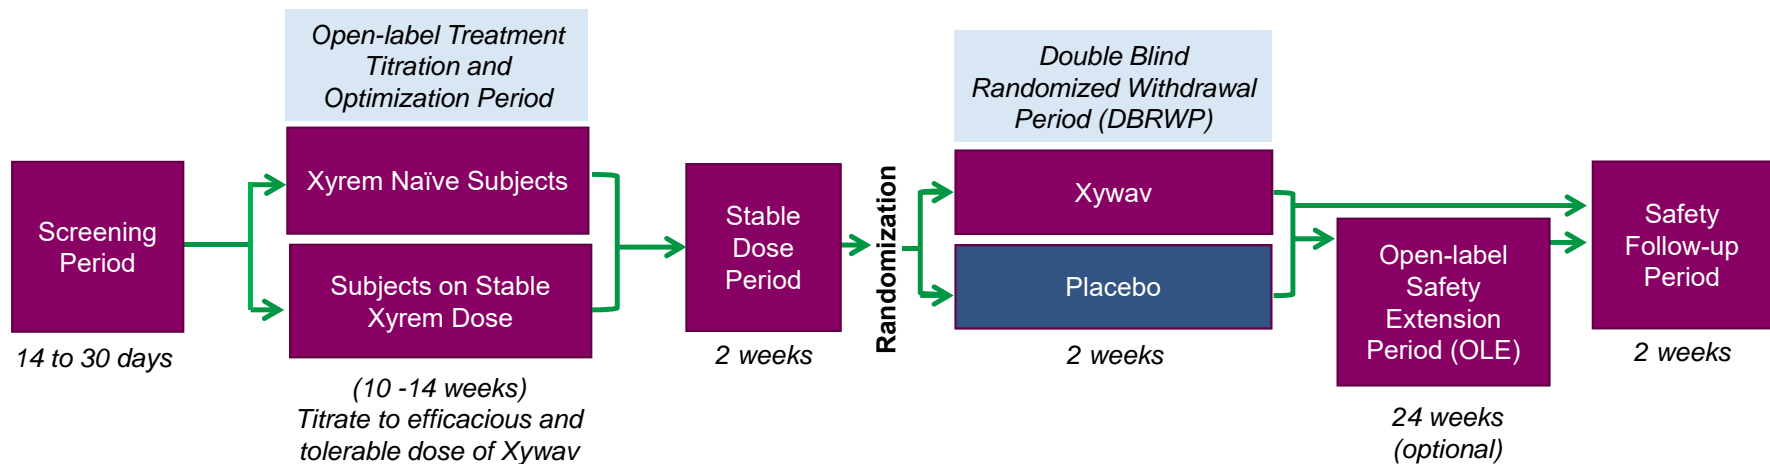 Screening
Period
14 to 30 days
Open-label Treatment
Titration and
Optimization Period
Xyrem Naïve Subjects
Subjects on Stable
Xyrem Dose
(10 -14 weeks)
Titrate to efficacious and
tolerable dose of Xywav
Stable
Dose
Period
2 weeks
Randomization
Double Blind
Randomized Withdrawal
Period (DBRWP)
Xywav
Placebo
2 weeks
Open-label
Safety
Extension
Period (OLE)
24 weeks
(optional)
Safety
Follow-up
Period
2 weeks